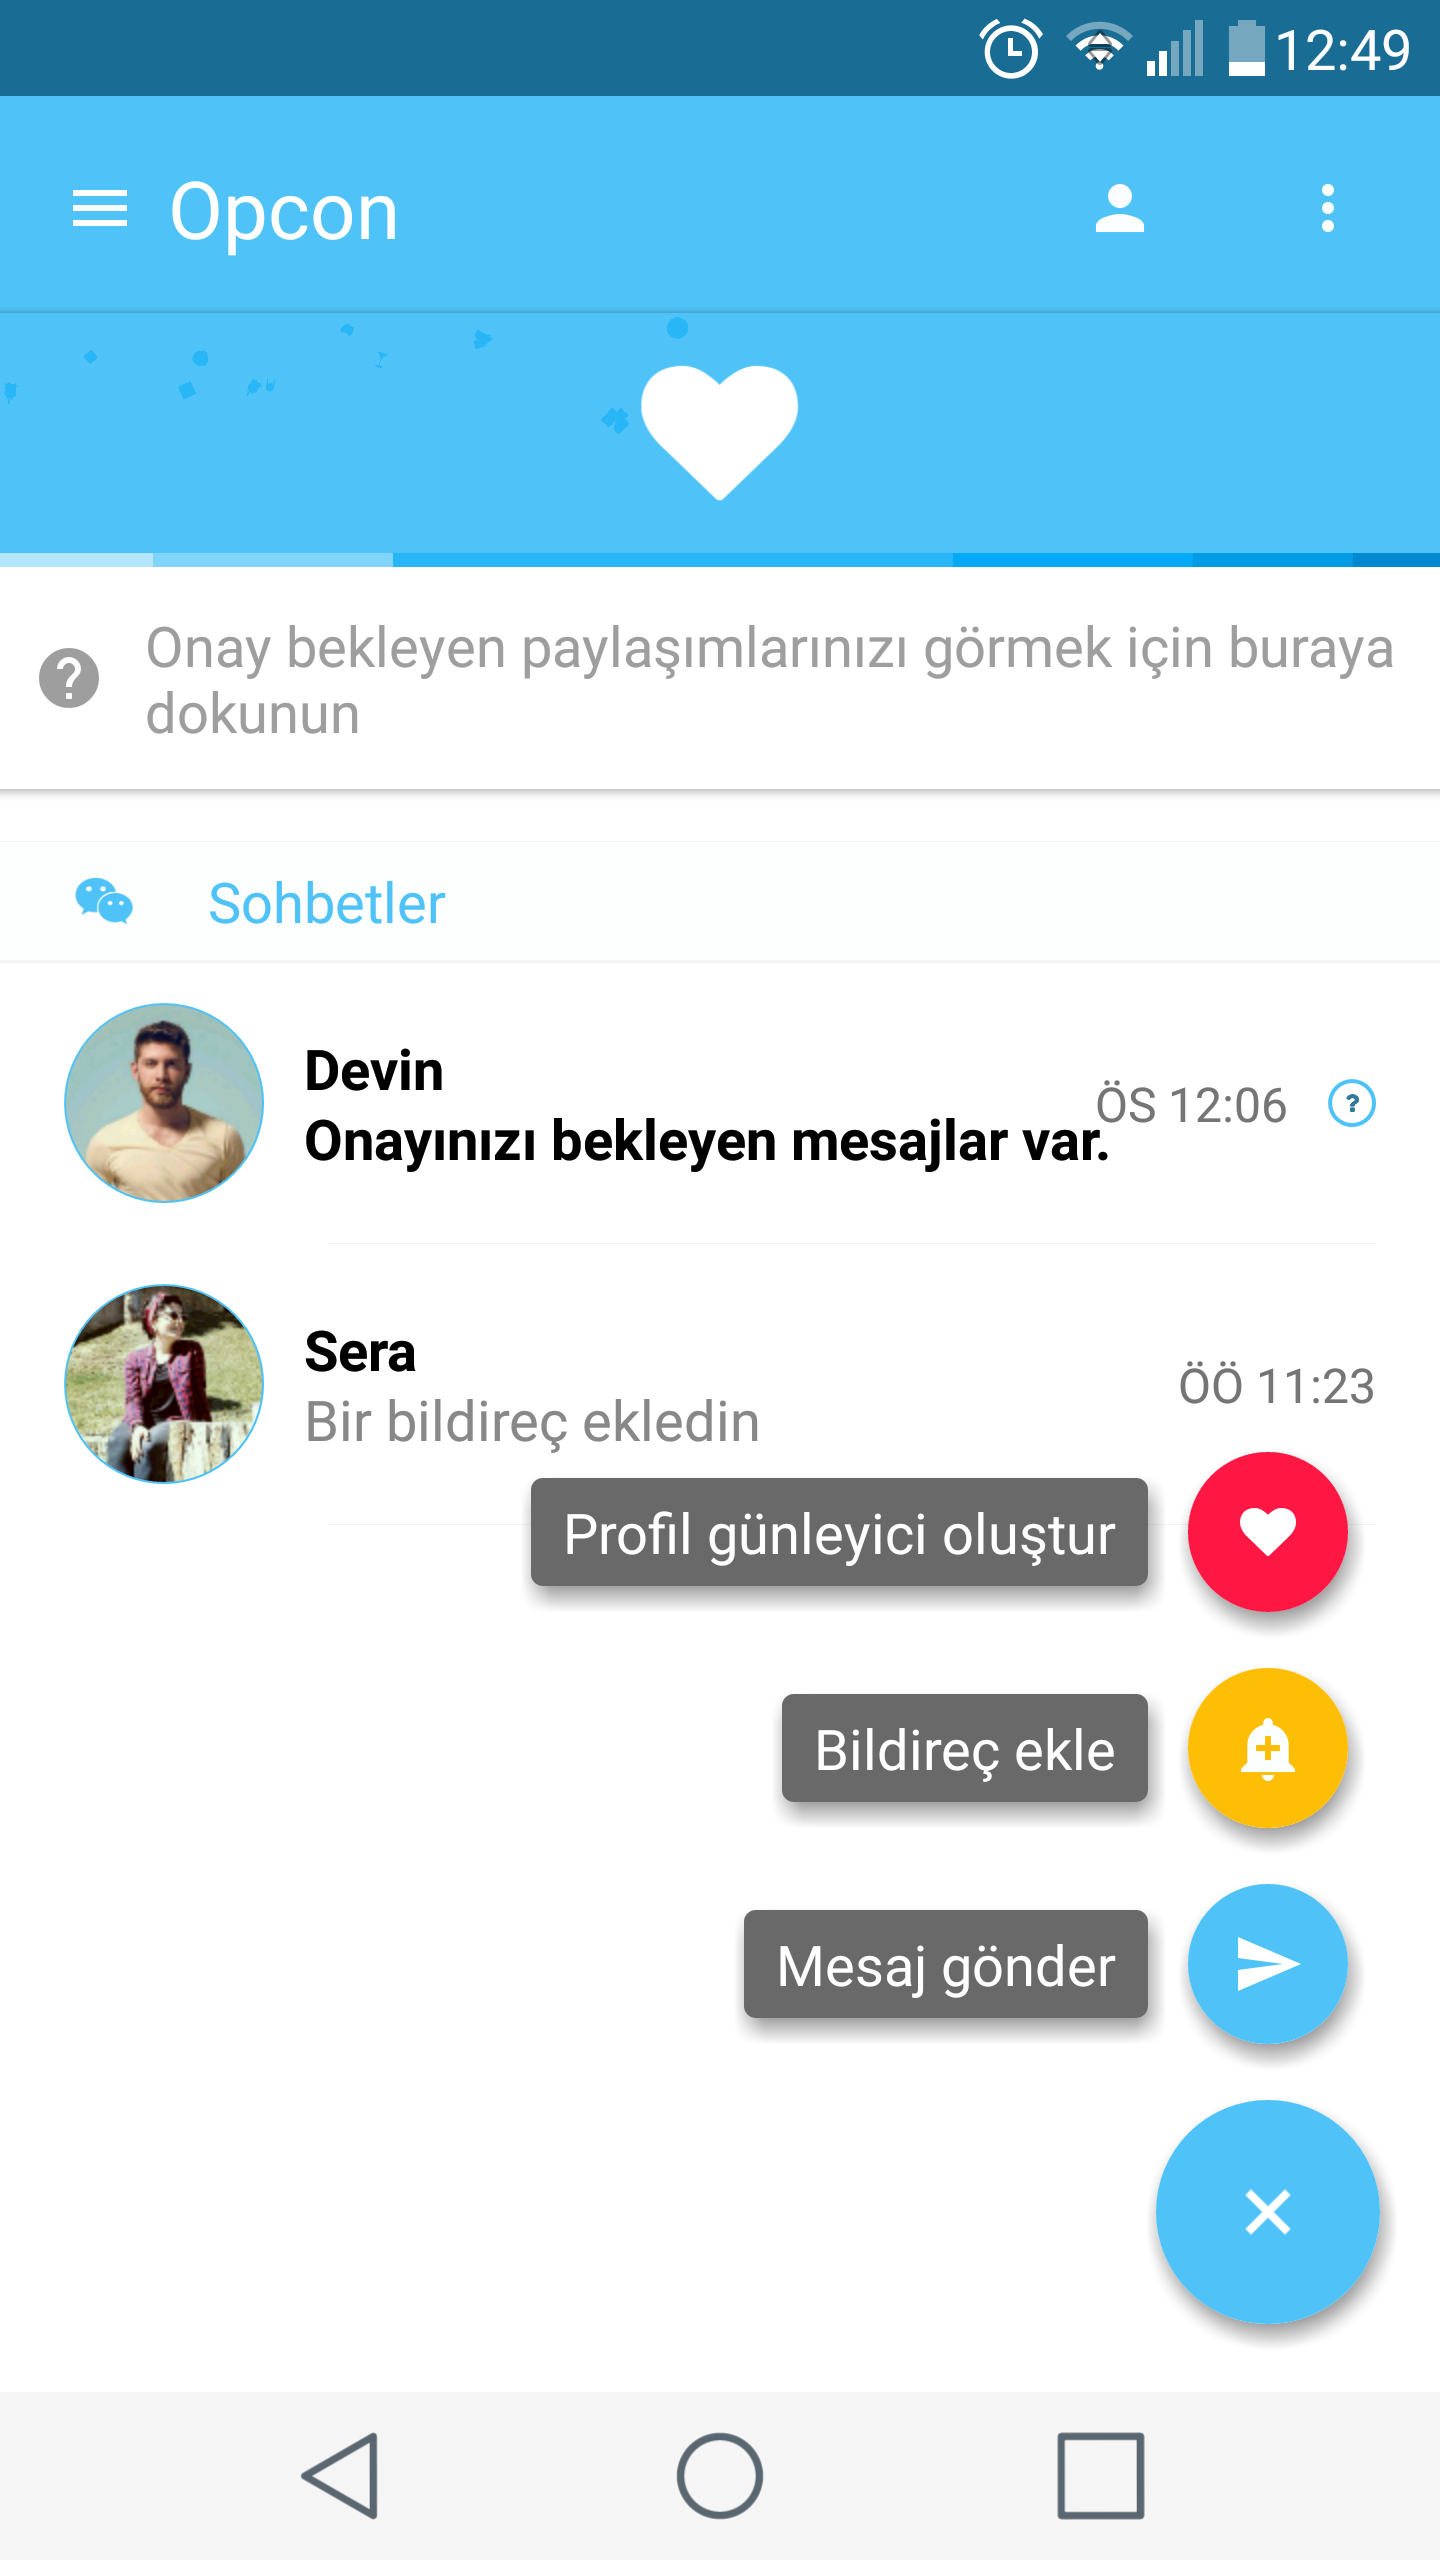 12:49
Opcon
Onay bekleyen paylaşımlarınızı görmek için buraya
dokunun
Sohbetler
Devin
ÖS 12:06
?
Onayınızı bekleyen mesajlar var.
Sera
ÖÖ 11:23
Bir bildireç ekledin
Profil günleyici oluştur
Bildireç ekle
Mesaj gönder